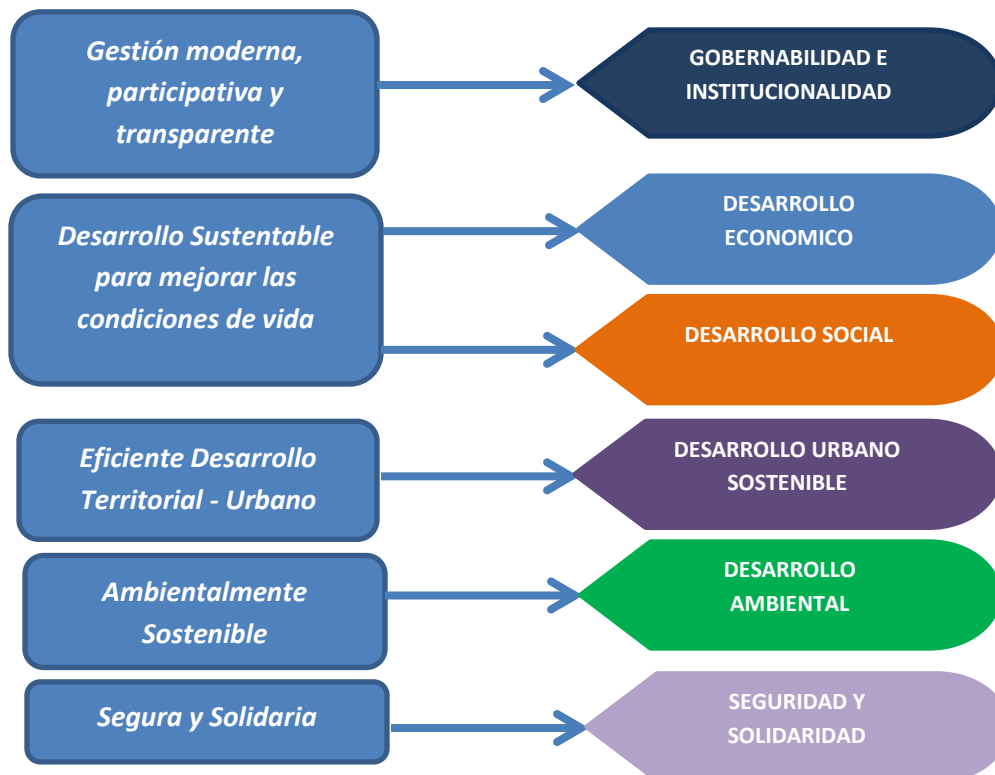 Gestión moderna,
participativa y
transparente
GOBERNABILIDAD E
INSTITUCIONALIDAD
Desarrollo Sustentable
para mejorar las
condiciones de vida
DESARROLLO
ECONOMICO
DESARROLLO SOCIAL
Eficiente Desarrollo
Territorial - Urbano
DESARROLLO URBANO
SOSTENIBLE
Ambientalmente
Sostenible
DESARROLLO
AMBIENTAL
Segura y Solidaria
SEGURIDAD Y
SOLIDARIDAD